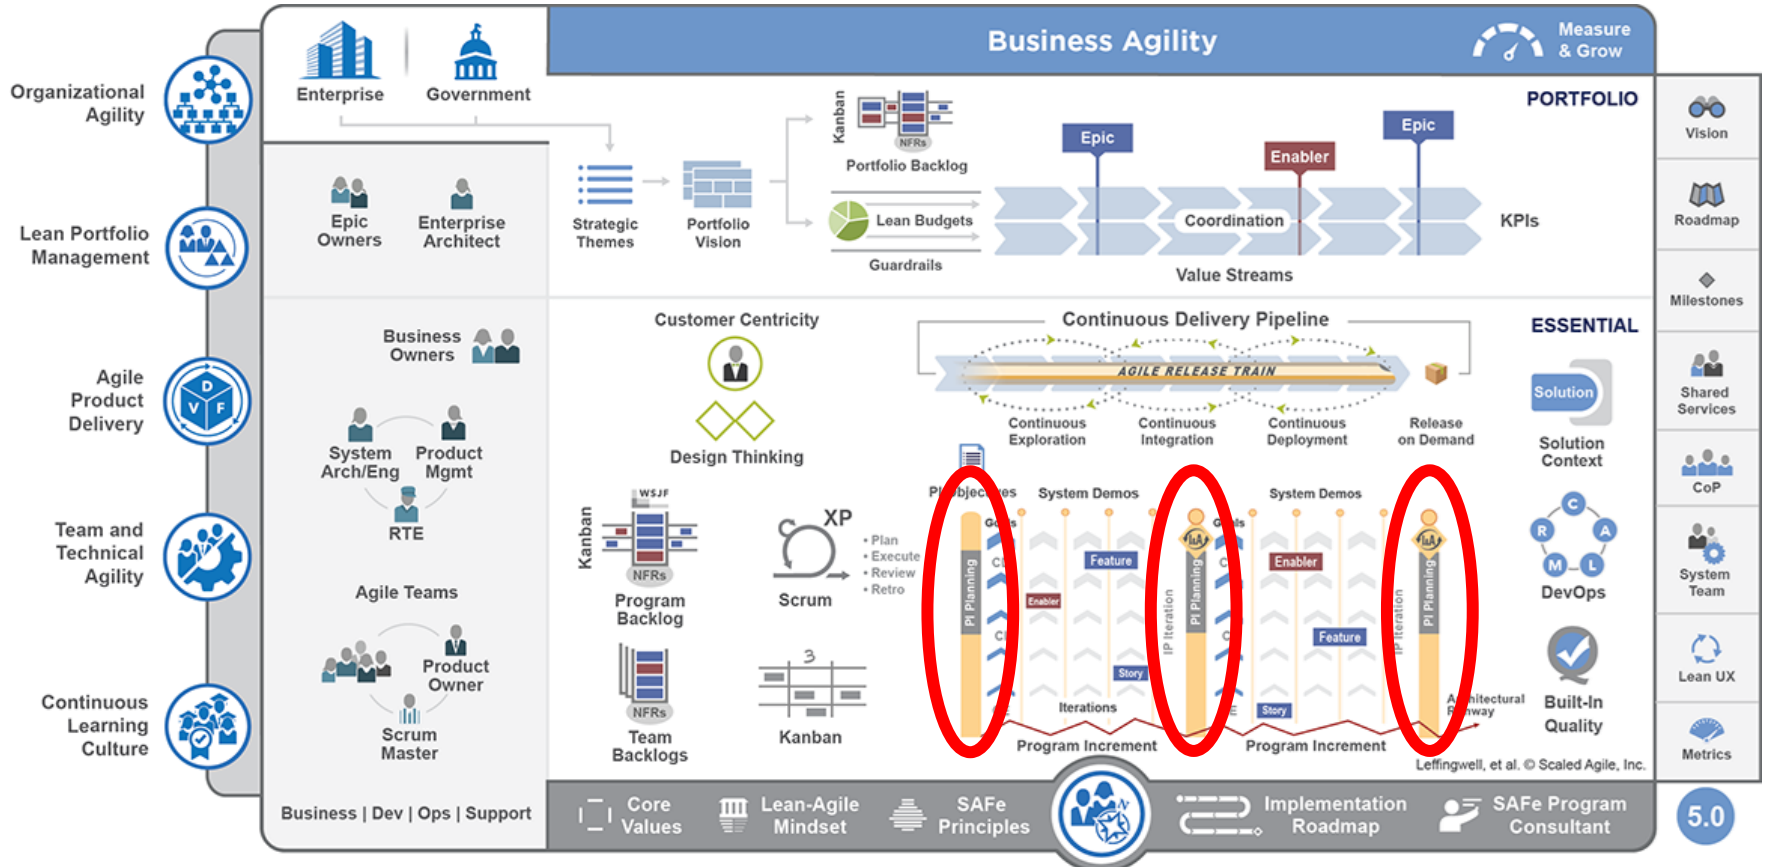 Business Agility
Measure
& Grow
Enterprise
Government
Organizational
Agility
Lean Portfolio
Management
Agile
Product
Delivery
D
V F
Team and
Technical
Agility
Continuous
Learning
Culture
Epic
Owners
Enterprise
Architect
Business
Owners
System
Arch/Eng
Product
Mgmt
RTE
Agile Teams
Product
Owner
Scrum
Master
Business | Dev | Ops | Support
PORTFOLIO
Strategic
Themes
Portfolio
Vision
Kanban
NFRs
Portfolio Backlog
Lean Budgets
Guardrails
Epic
Enabler
Epic
Coordination
KPIs
Value Streams
ESSENTIAL
Customer Centricity
Design Thinking
Continuous Delivery Pipeline
AGILE RELEASE TRAIN
Continuous
Exploration
Continuous
Integration
Continuous
Deployment
Release
on Demand
Solution
Solution
Context
Kanban
WSJF
NFRs
Program
Backlog
XP
Scrum
• Plan
• Execute
• Review
• Retro
NFRs
Team
Backlogs
3
Kanban
PI Objectives
System Demos
System Demos
PI Planning
Enabler
Feature
Story
Iterations
IP Iteration
I&A
PI Planning
Enabler
Feature
Story
IP Iteration
I&A
PI Planning
Program Increment
Program Increment
C
R A
M L
DevOps
Built-In
Quality
Leffingwell, et al. © Scaled Agile, Inc.
Vision
Roadmap
Milestones
Shared
Services
CoP
System
Team
Lean UX
Metrics
Core
Values
Lean-Agile
Mindset
SAFe
Principles
N
Implementation
Roadmap
SAFe Program
Consultant
5.0